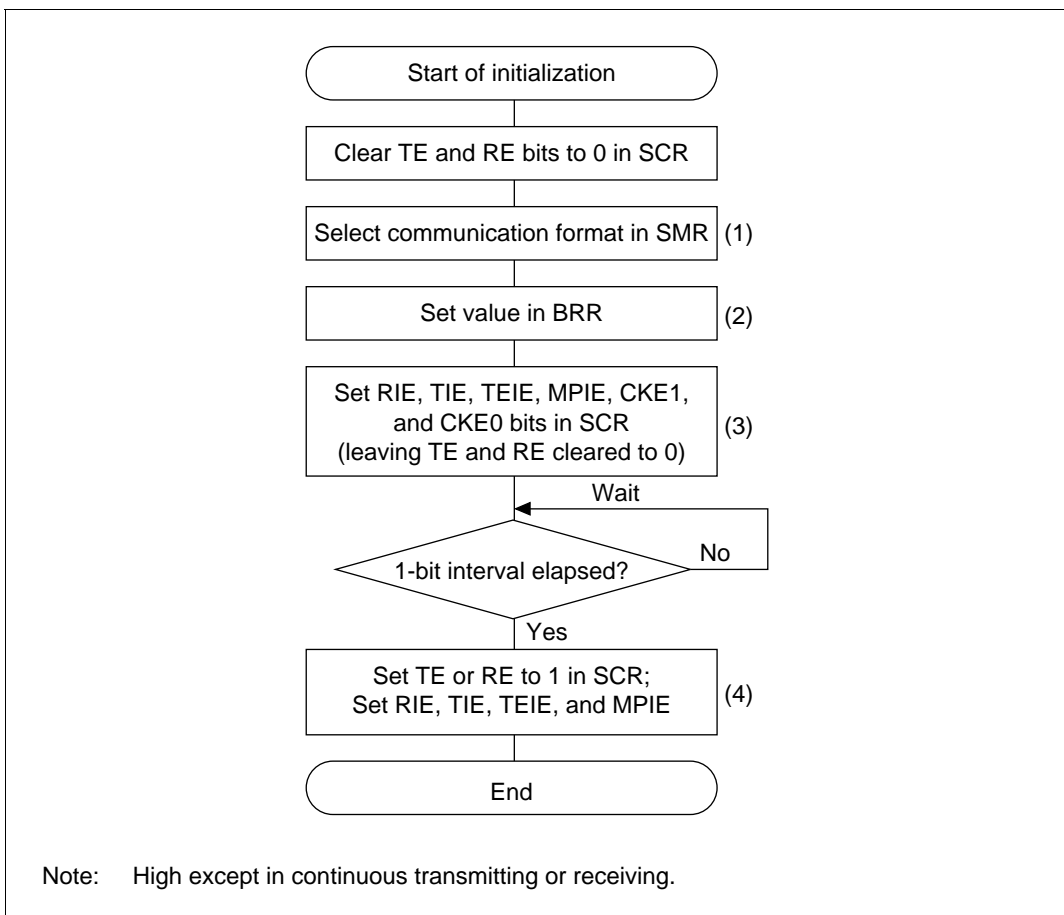 Start of initialization
Clear TE and RE bits to 0 in SCR
Select communication format in SMR (1)
Set value in BRR (2)
Set RIE, TIE, TEIE, MPIE, CKE1,
and CKE0 bits in SCR (3)
(leaving TE and RE cleared to 0)
Wait
No
1-bit interval elapsed?
Yes
Set TE or RE to 1 in SCR;
Set RIE, TIE, TEIE, and MPIE (4)
End
Note: High except in continuous transmitting or receiving.